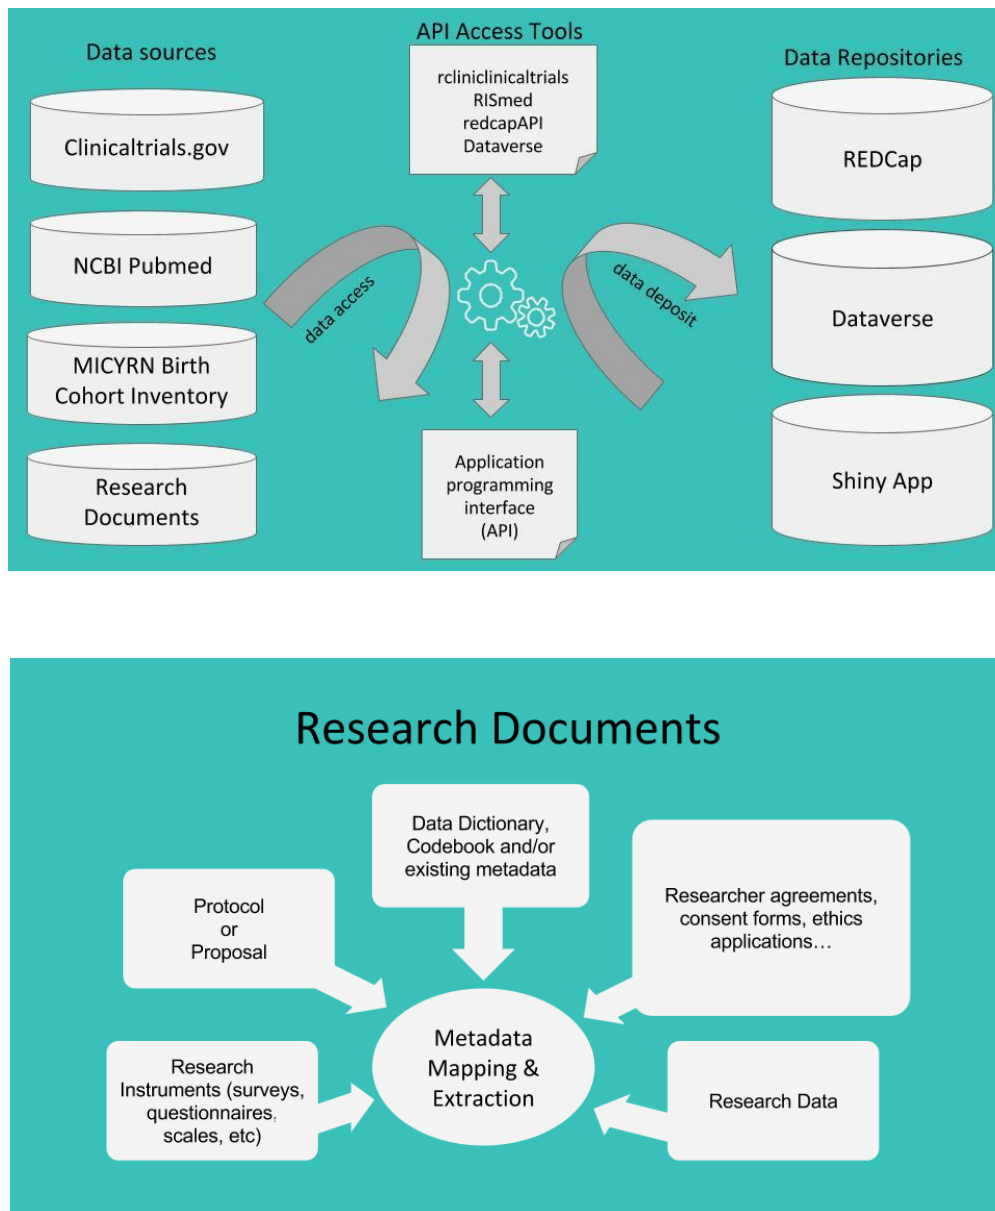 Data sources
API Access Tools
Data Repositories
Clinicaltrials.gov
NCBI Pubmed
MICYRN Birth
Cohort Inventory
Research
Documents
rcliniclinicaltrials
RISmed
redcapAPI
Dataverse
data access
data deposit
Application
programming
interface
(API)
REDCap
Dataverse
Shiny App
Research Documents
Data Dictionary,
Codebook and/or
existing metadata
Protocol
or
Proposal
Researcher agreements,
consent forms, ethics
applications…
Metadata
Mapping &
Extraction
Research
Instruments (surveys,
questionnaires,
scales, etc)
Research Data